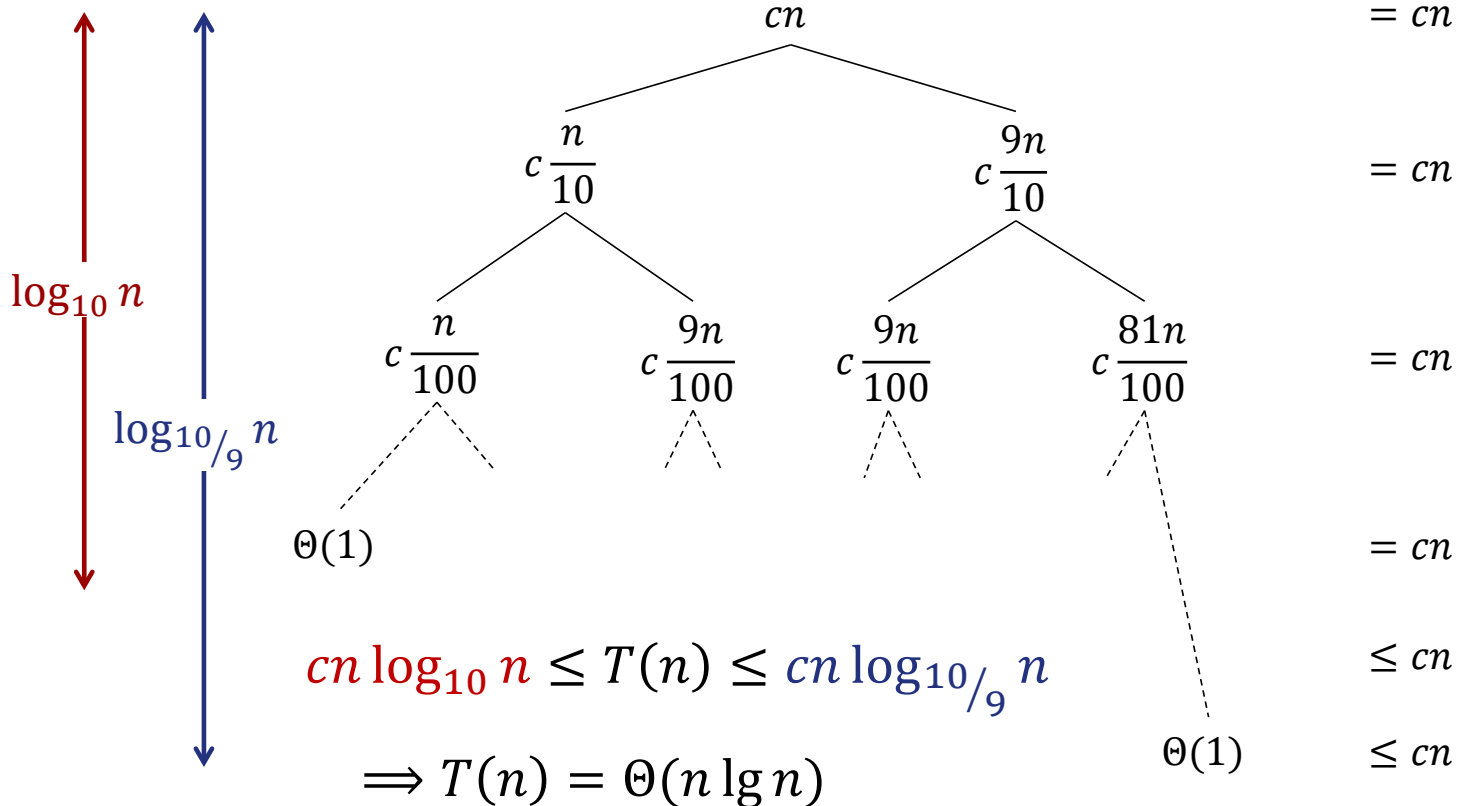 cn = cn
c n/10 c 9n/10 = cn
log₁₀ n
c n/100 c 9n/100 c 9n/100 c 81n/100 = cn
log₁₀/₉ n
Θ(1) = cn
cn log₁₀ n ≤ T(n) ≤ cn log₁₀/₉ n ≤ cn
Θ(1) ≤ cn
⟹ T(n) = Θ(n lg n)